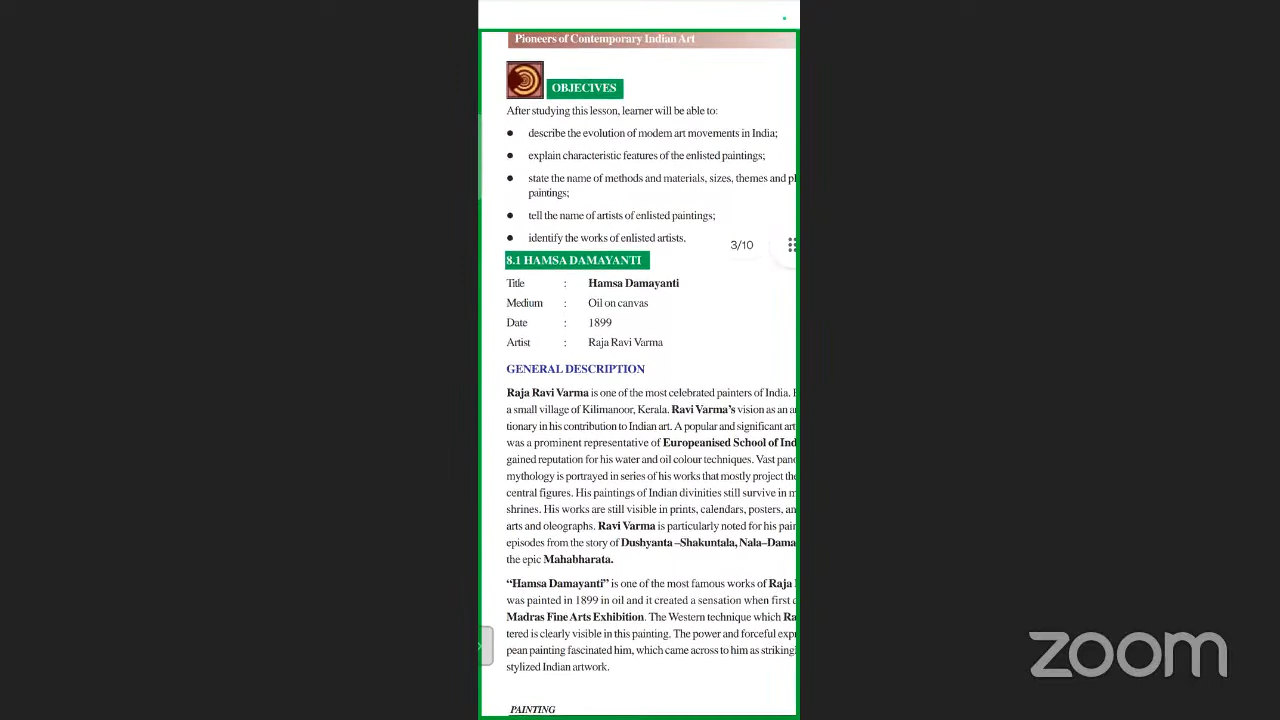 Pioneers of Contemporary Indian Art
OBJECIVES
After studying this lesson, learner will be able to:
● describe the evolution of modem art movements in India;
● explain characteristic features of the enlisted paintings;
● state the name of methods and materials, sizes, themes and
paintings;
● tell the name of artists of enlisted paintings;
● identify the works of enlisted artists.
3/10
8.1 HAMSA DAMAYANTI
Title : Hamsa Damayanti
Medium : Oil on canvas
Date : 1899
Artist : Raja Ravi Varma
GENERAL DESCRIPTION
Raja Ravi Varma is one of the most celebrated painters of India.
a small village of Kilimanoor, Kerala. Ravi Varma's vision as an
tionary in his contribution to Indian art. A popular and significant
was a prominent representative of Europeanised School of
gained reputation for his water and oil colour techniques. Vast
mythology is portrayed in series of his works that mostly project
central figures. His paintings of Indian divinities still survive in
shrines. His works are still visible in prints, calendars, posters,
arts and oleographs. Ravi Varma is particularly noted for his
episodes from the story of Dushyanta –Shakuntala, Nala–
the epic Mahabharata.
“Hamsa Damayanti” is one of the most famous works of Raja
was painted in 1899 in oil and it created a sensation when first
Madras Fine Arts Exhibition. The Western technique which
tered is clearly visible in this painting. The power and forceful
pean painting fascinated him, which came across to him as
stylized Indian artwork.
PAINTING
zoom